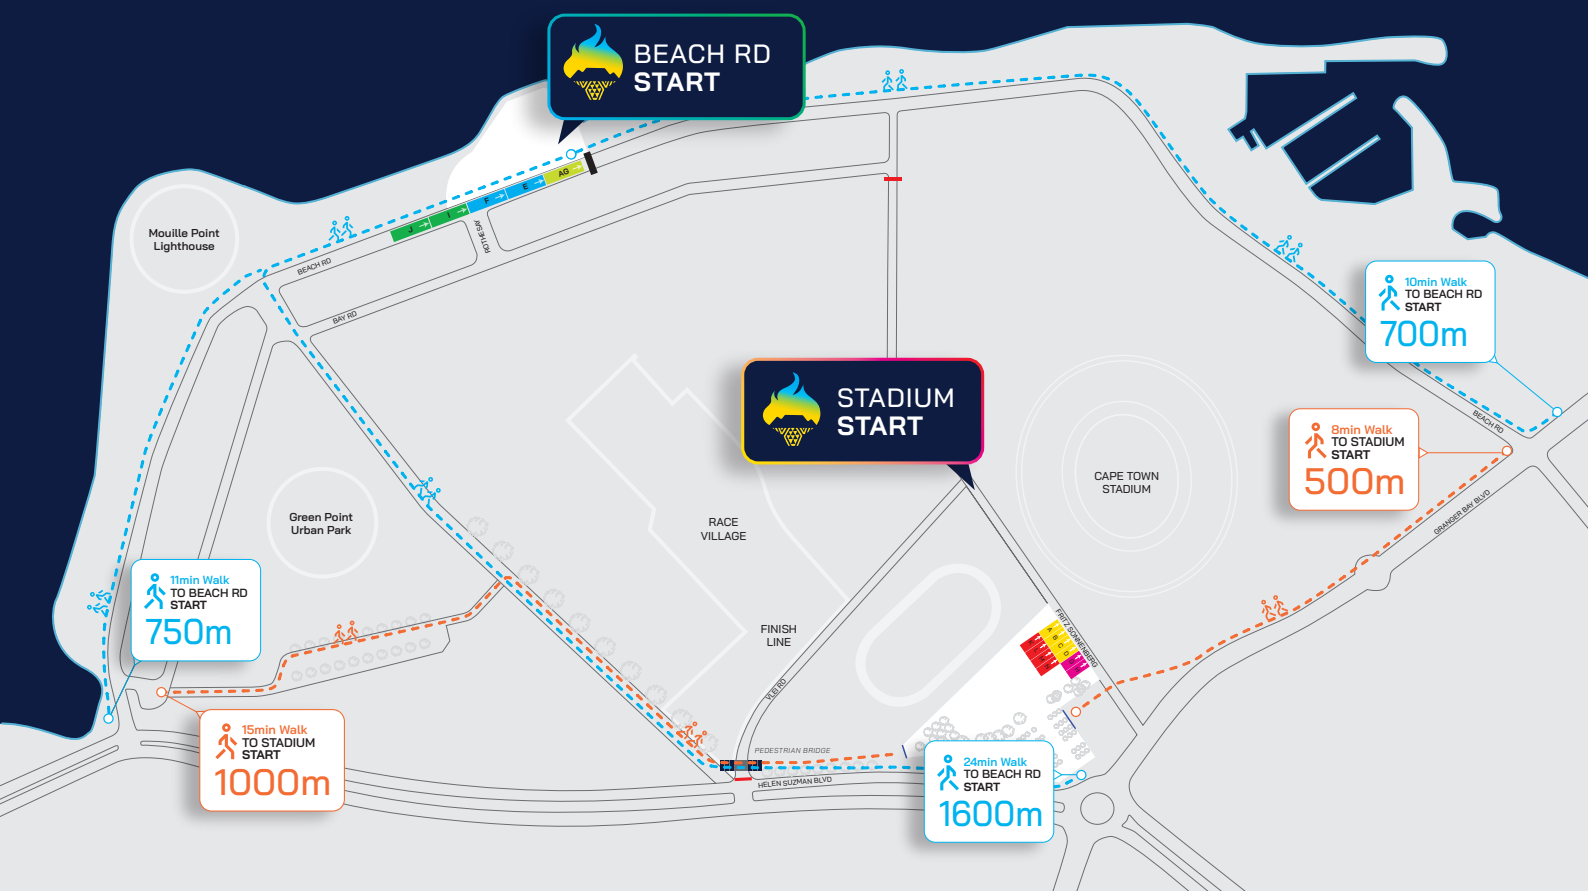 BEACH RD
START
Mouille Point
Lighthouse
AG
E
F
I
J
ROTHESAY
BEACH RD
BAY RD
10min Walk
TO BEACH RD
START
700m
STADIUM
START
BEACH RD
8min Walk
TO STADIUM
START
500m
CAPE TOWN
STADIUM
GRANGER BAY BLVD
Green Point
Urban Park
RACE
VILLAGE
11min Walk
TO BEACH RD
START
750m
FINISH
LINE
FRITZ SONNENBERG
A
B
C
D
VLEI RD
15min Walk
TO STADIUM
START
1000m
PEDESTRIAN BRIDGE
HELEN SUZMAN BLVD
24min Walk
TO BEACH RD
START
1600m